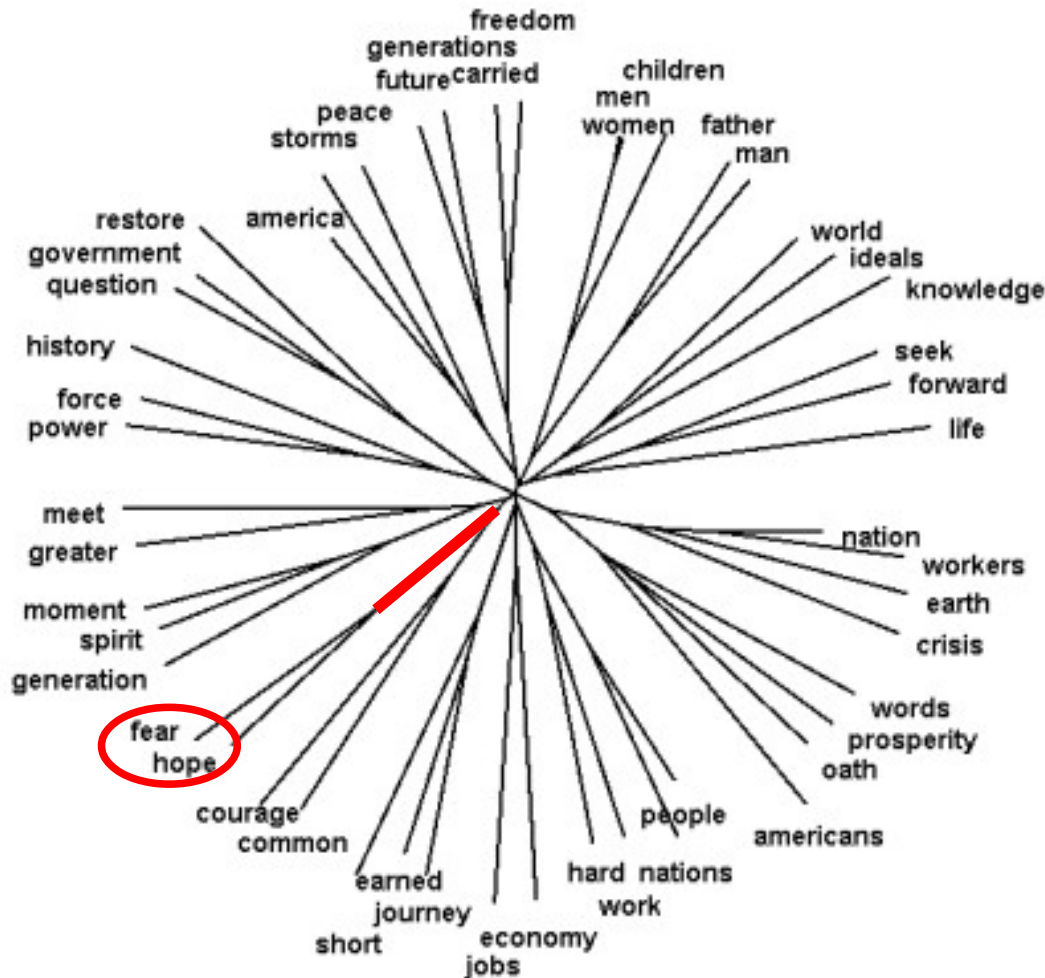 freedom
generations
future carried
children
men
women
father
man
peace
storms
america
restore
government
question
world
ideals
knowledge
history
seek
force
forward
power
life
meet
nation
greater
workers
moment
earth
spirit
crisis
generation
words
fear
prosperity
hope
oath
courage
people
common
americans
earned
hard nations
journey
work
short
economy
jobs